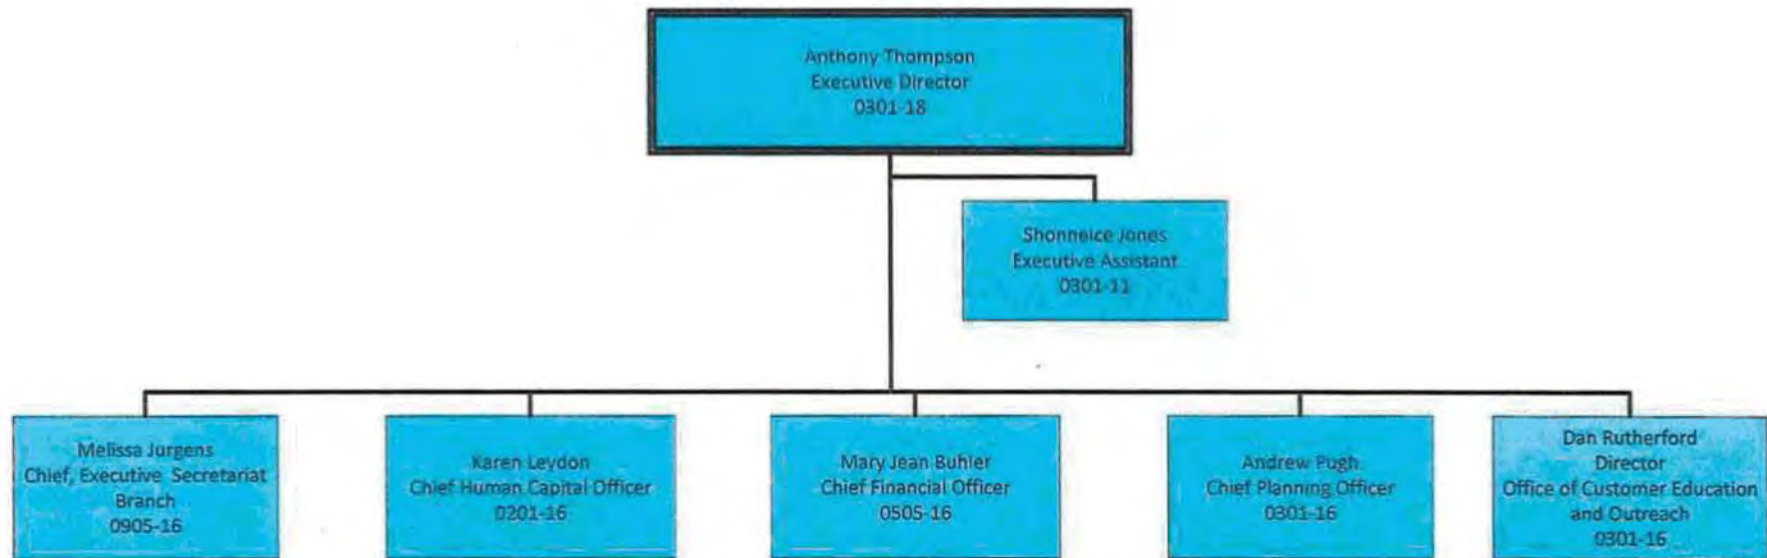 Anthony Thompson
Executive Director
0301-18
Shonneice Jones
Executive Assistant
0301-11
Melissa Jurgens
Chief, Executive Secretariat
Branch
0905-16
Karen Leydon
Chief Human Capital Officer
0201-16
Mary Jean Buhler
Chief Financial Officer
0505-16
Andrew Pugh
Chief Planning Officer
0301-16
Dan Rutherford
Director
Office of Customer Education
and Outreach
0301-16